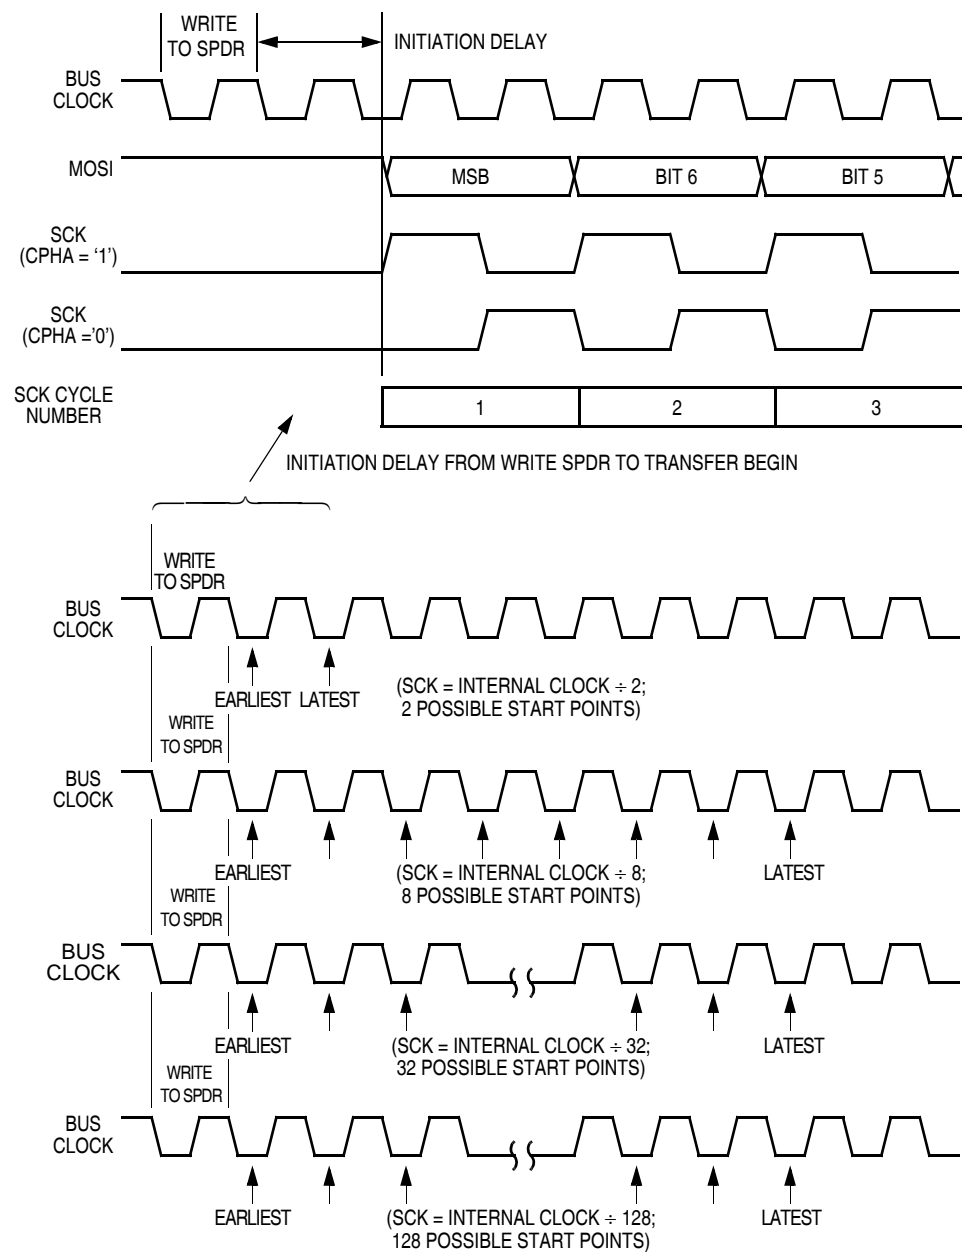 WRITE
TO SPDR
INITIATION DELAY
BUS
CLOCK
MOSI
MSB
BIT 6
BIT 5
SCK
(CPHA = ‘1’)
SCK
(CPHA ='0')
SCK CYCLE
NUMBER
1
2
3
INITIATION DELAY FROM WRITE SPDR TO TRANSFER BEGIN
WRITE
TO SPDR
BUS
CLOCK
EARLIEST
LATEST
(SCK = INTERNAL CLOCK ÷ 2;
2 POSSIBLE START POINTS)
WRITE
TO SPDR
BUS
CLOCK
EARLIEST
(SCK = INTERNAL CLOCK ÷ 8;
8 POSSIBLE START POINTS)
LATEST
WRITE
TO SPDR
BUS
CLOCK
EARLIEST
(SCK = INTERNAL CLOCK ÷ 32;
32 POSSIBLE START POINTS)
LATEST
WRITE
TO SPDR
BUS
CLOCK
EARLIEST
(SCK = INTERNAL CLOCK ÷ 128;
128 POSSIBLE START POINTS)
LATEST